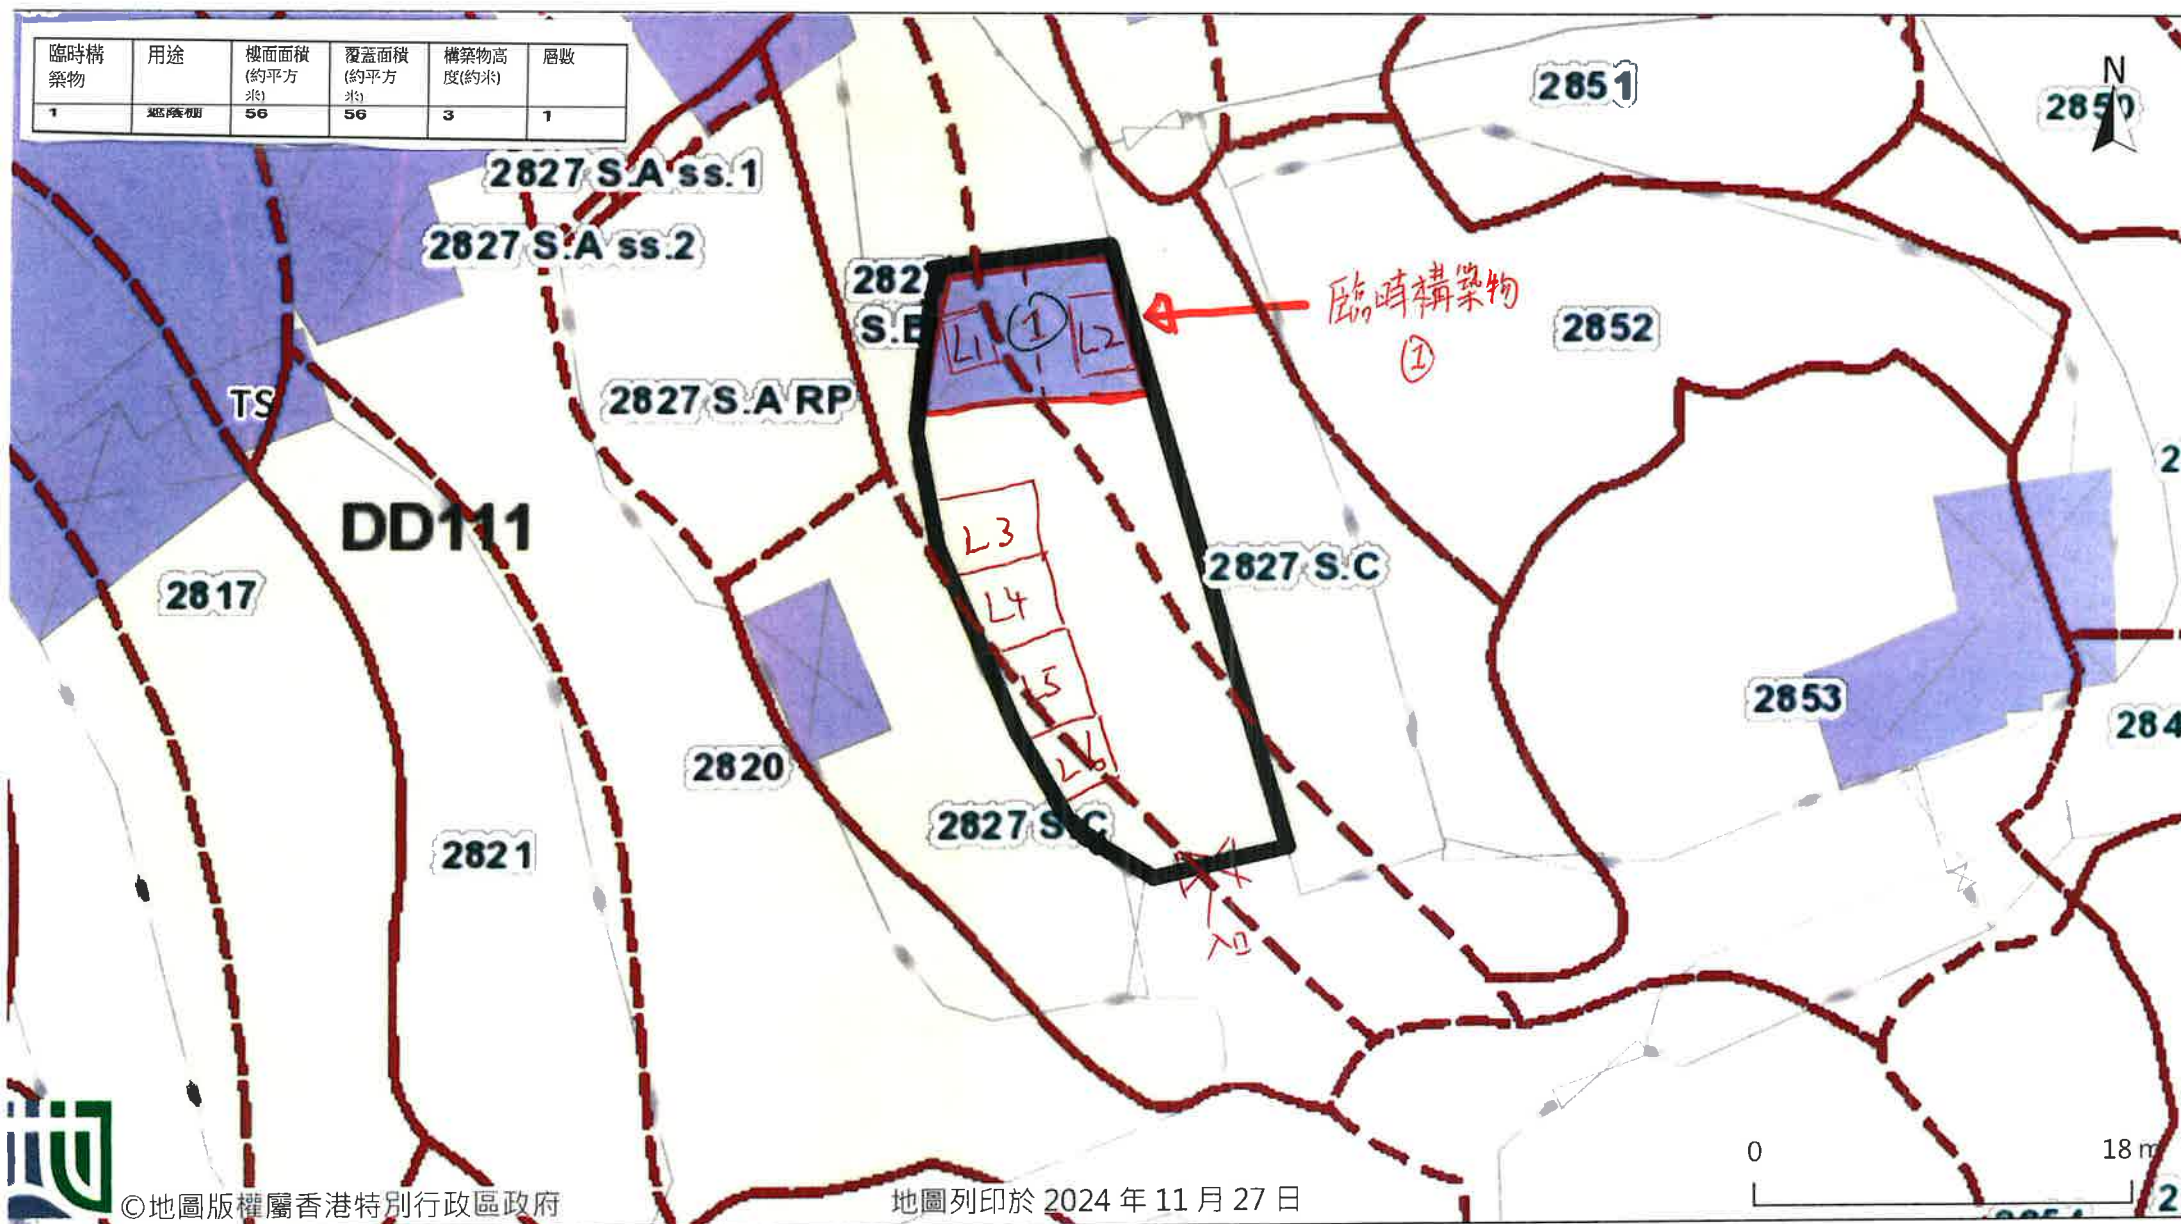 臨時構築物 用途 樓面面積(約平方米) 覆蓋面積(約平方米) 構築物高度(約米) 層數
1 遮蔭棚 56 56 3 1
N
2851
2850
2827 S.A ss.1
2827 S.A ss.2
282
S.B
L1 1 L2
臨時構築物
1
2852
TS
2827 S.A RP
DD111
L3
2827 S.C
2817
L4
L5
2853
284
2820
L6
2827 S.C
2821
入口
0 18 m
©地圖版權屬香港特別行政區政府
地圖列印於 2024 年 11 月 27 日